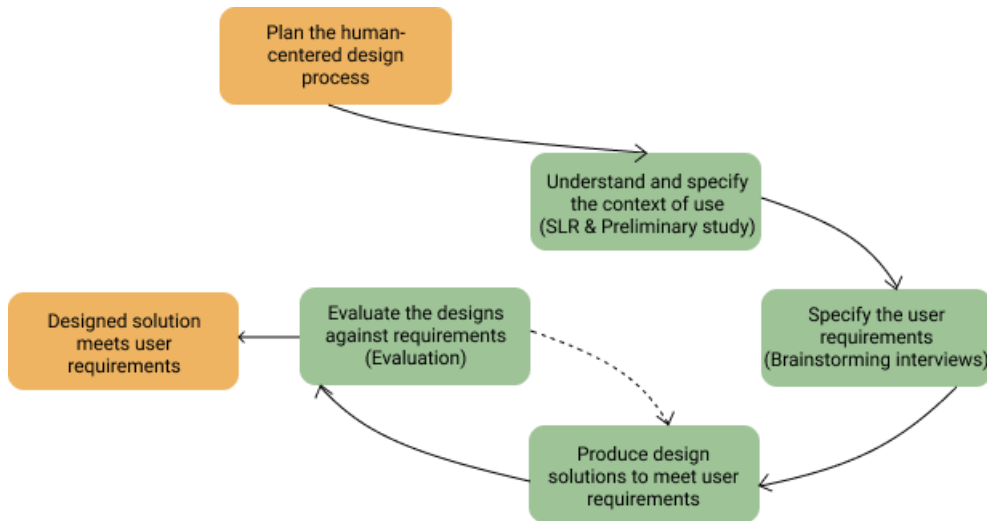 Plan the human-
centered design
process
Understand and specify
the context of use
(SLR & Preliminary study)
Specify the user
requirements
(Brainstorming interviews)
Produce design
solutions to meet user
requirements
Evaluate the designs
against requirements
(Evaluation)
Designed solution
meets user
requirements